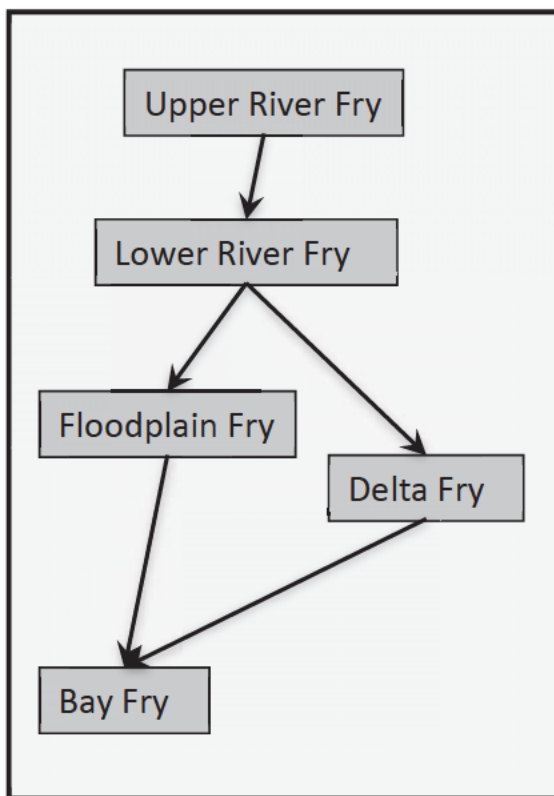 Upper River Fry
Lower River Fry
Floodplain Fry
Delta Fry
Bay Fry